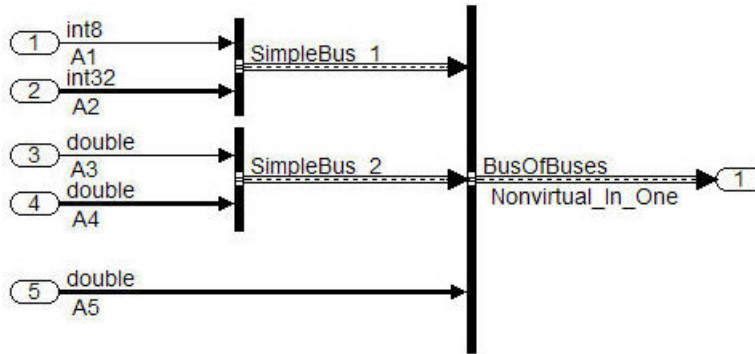 1
int8
A1
SimpleBus_1
2
int32
A2
3
double
A3
SimpleBus_2
4
double
A4
BusOfBuses
Nonvirtual_In_One
1
5
double
A5